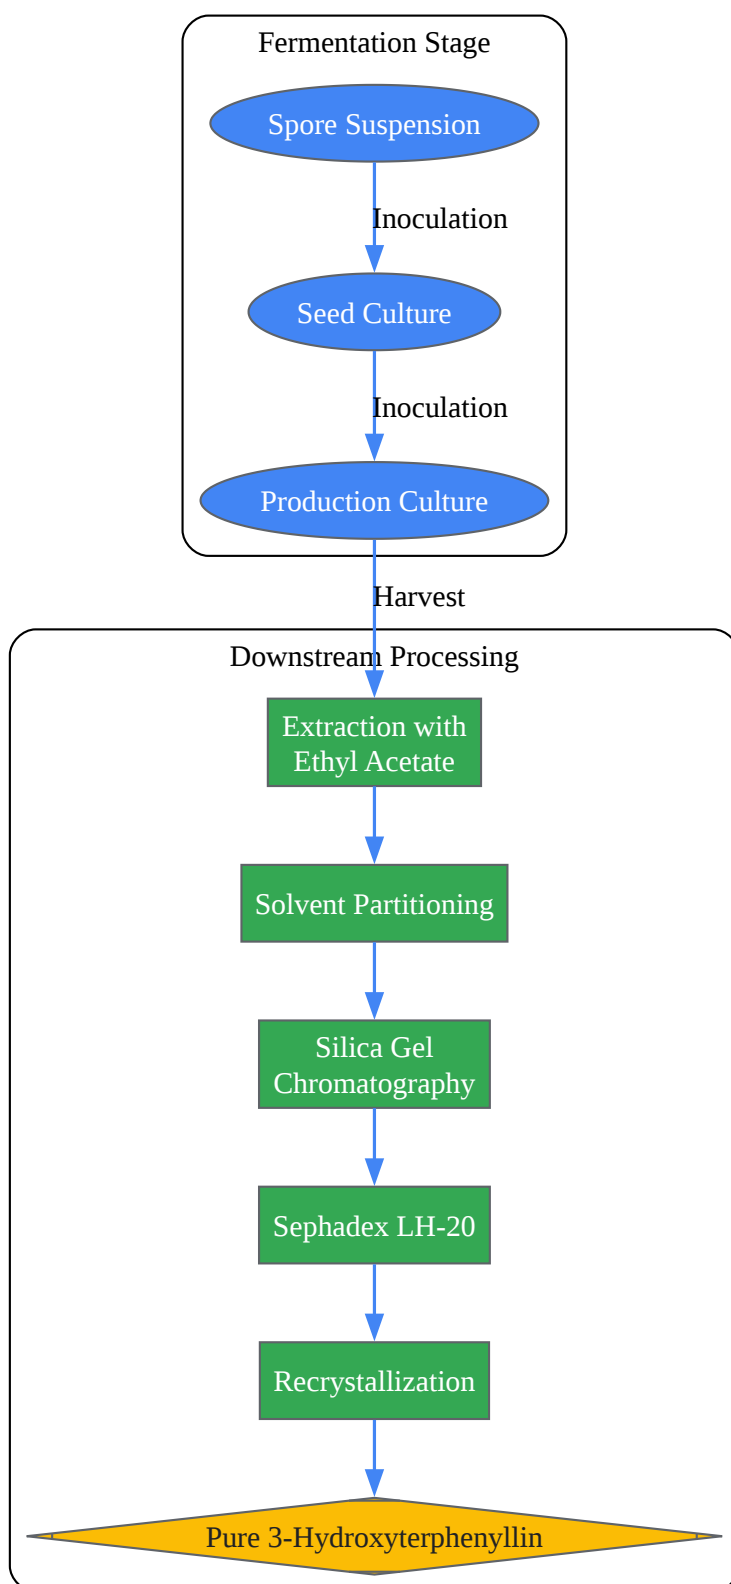 Fermentation Stage
Spore Suspension
Inoculation
Seed Culture
Inoculation
Production Culture
Harvest
Downstream Processing
Extraction with
Ethyl Acetate
Solvent Partitioning
Silica Gel
Chromatography
Sephadex LH-20
Recrystallization
Pure 3-Hydroxyterphenyllin